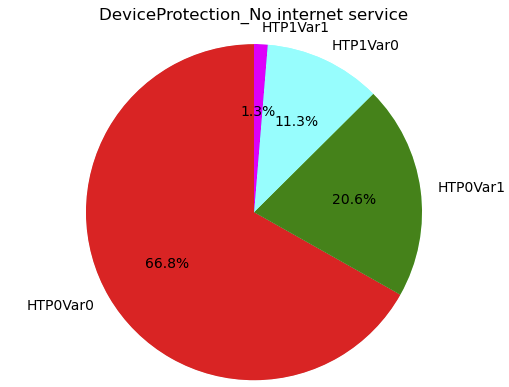 DeviceProtection_No internet service
HTP1Var1
HTP1Var0
1.3%
11.3%
HTP0Var1
20.6%
66.8%
HTP0Var0